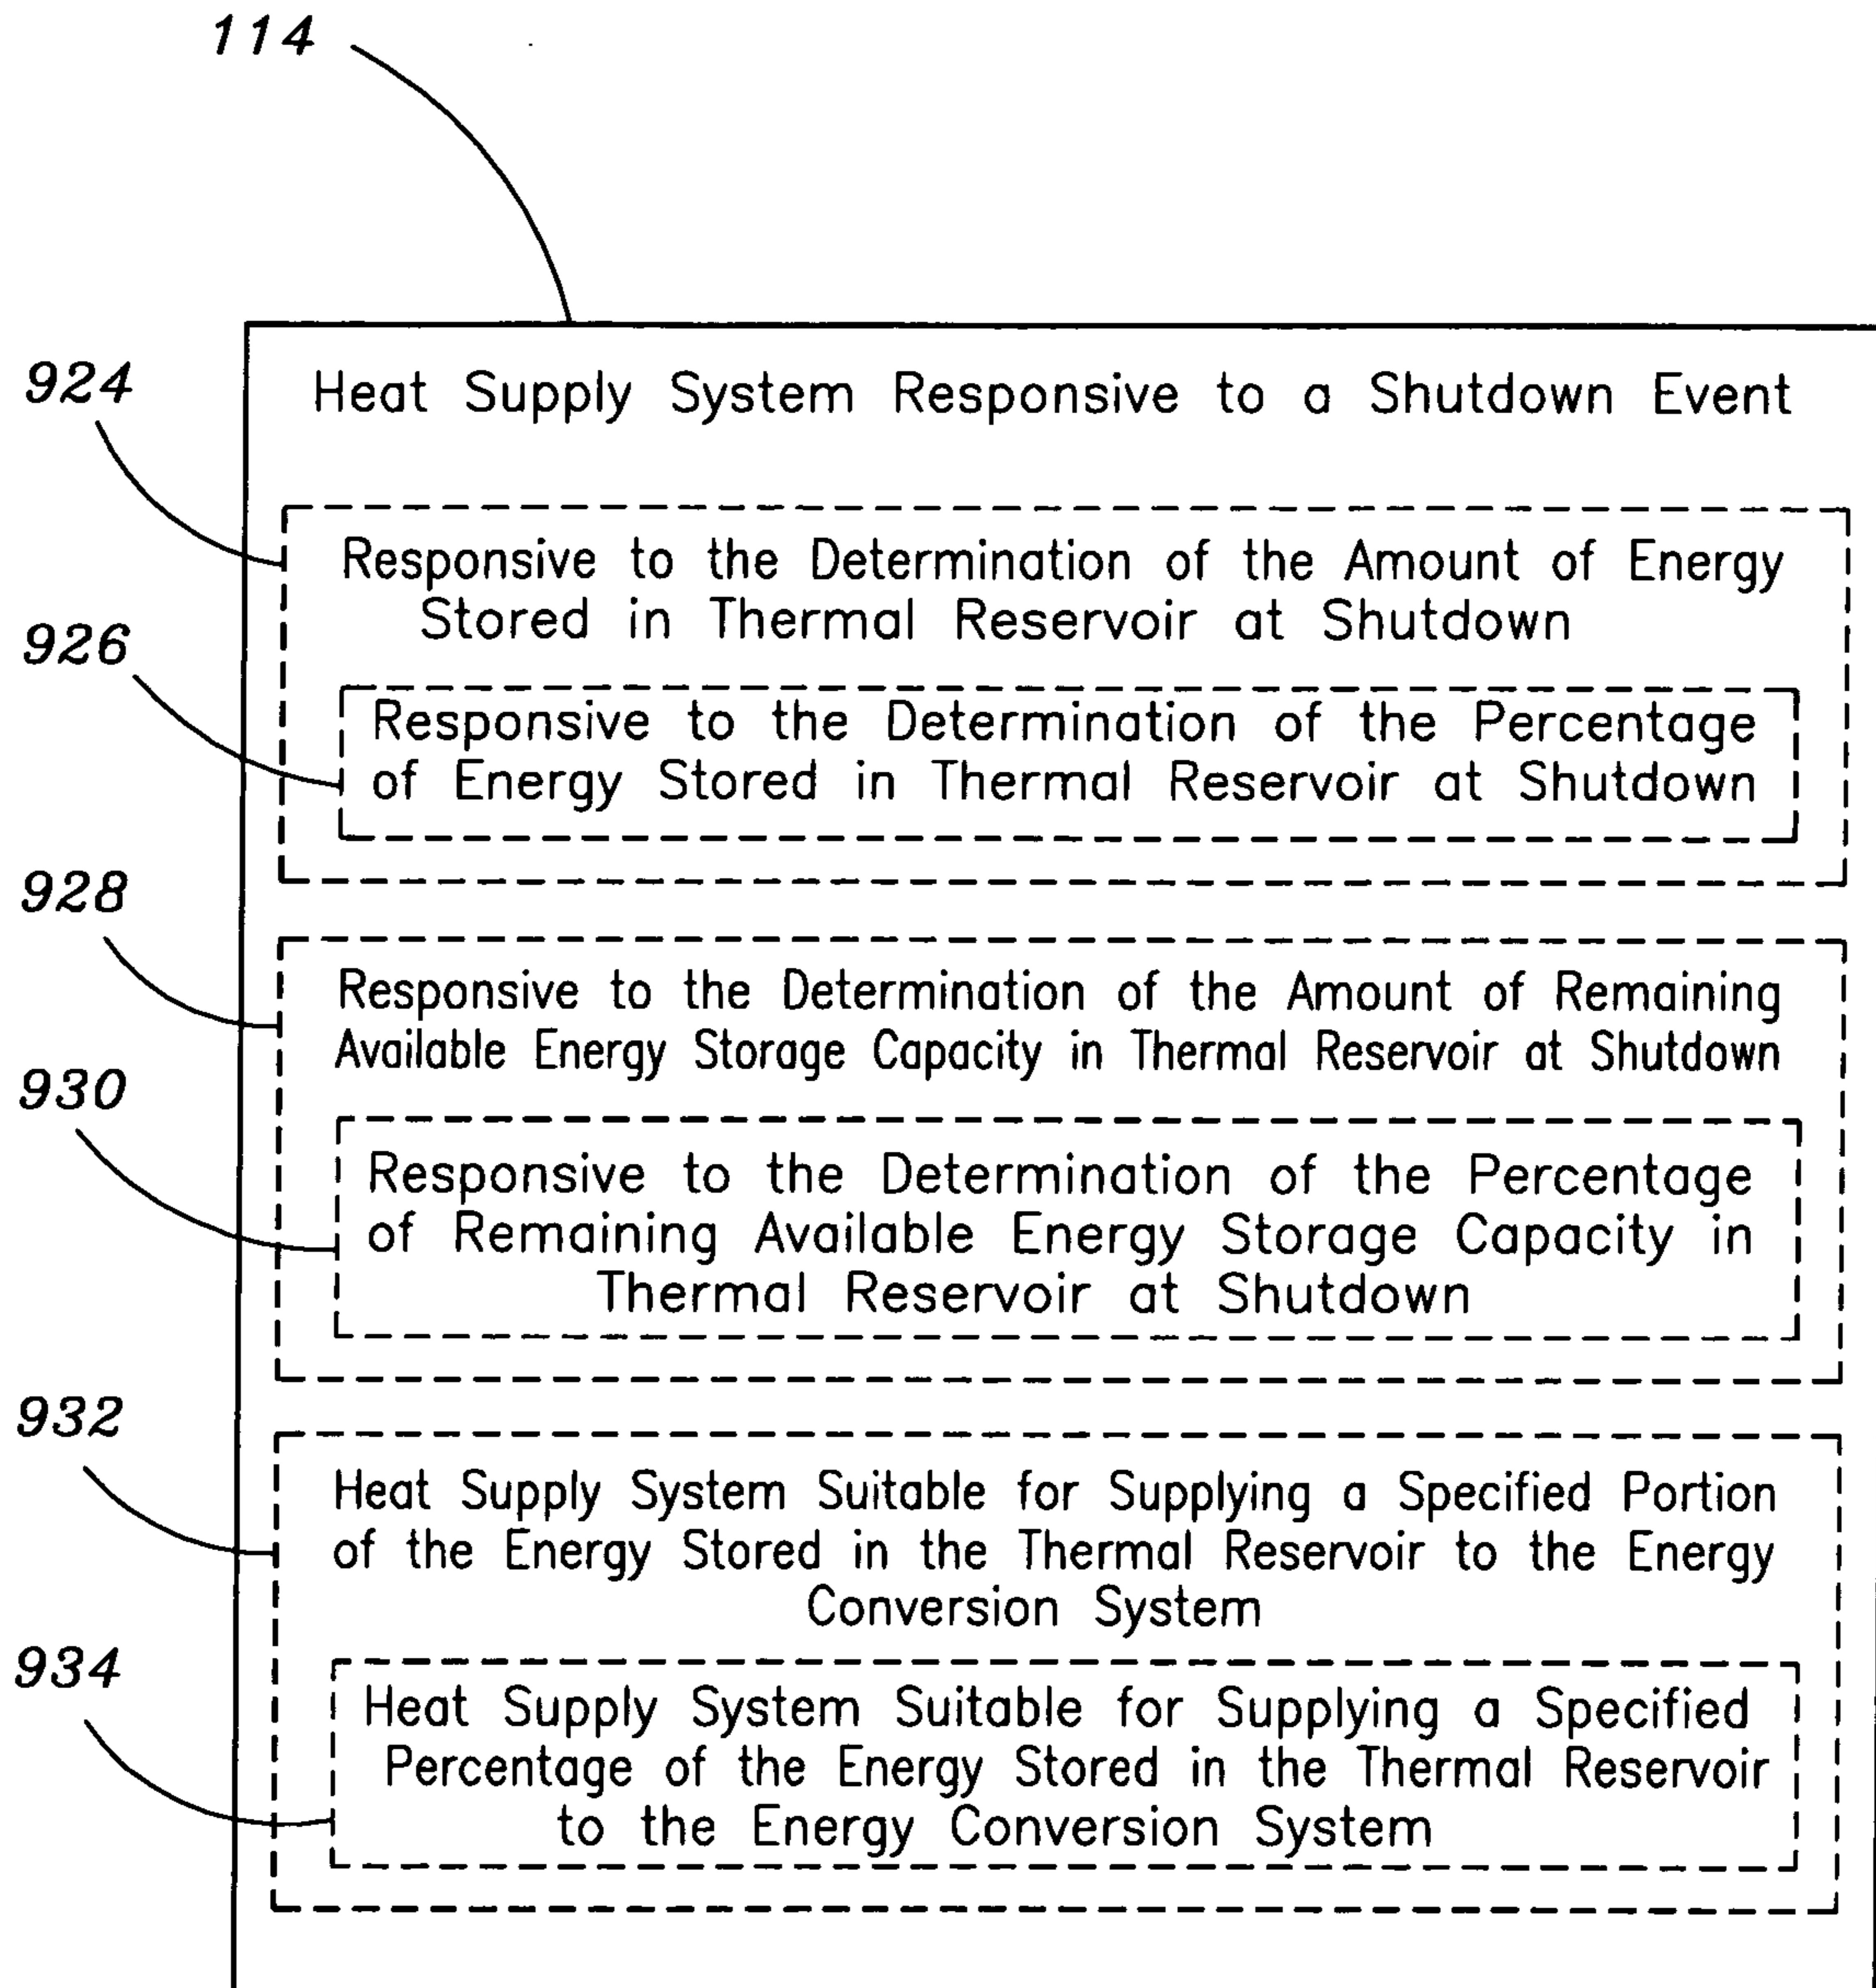 114
924
Heat Supply System Responsive to a Shutdown Event
Responsive to the Determination of the Amount of Energy
Stored in Thermal Reservoir at Shutdown
926
Responsive to the Determination of the Percentage
of Energy Stored in Thermal Reservoir at Shutdown
928
Responsive to the Determination of the Amount of Remaining
Available Energy Storage Capacity in Thermal Reservoir at Shutdown
930
Responsive to the Determination of the Percentage
of Remaining Available Energy Storage Capacity in
Thermal Reservoir at Shutdown
932
Heat Supply System Suitable for Supplying a Specified Portion
of the Energy Stored in the Thermal Reservoir to the Energy
Conversion System
934
Heat Supply System Suitable for Supplying a Specified
Percentage of the Energy Stored in the Thermal Reservoir
to the Energy Conversion System